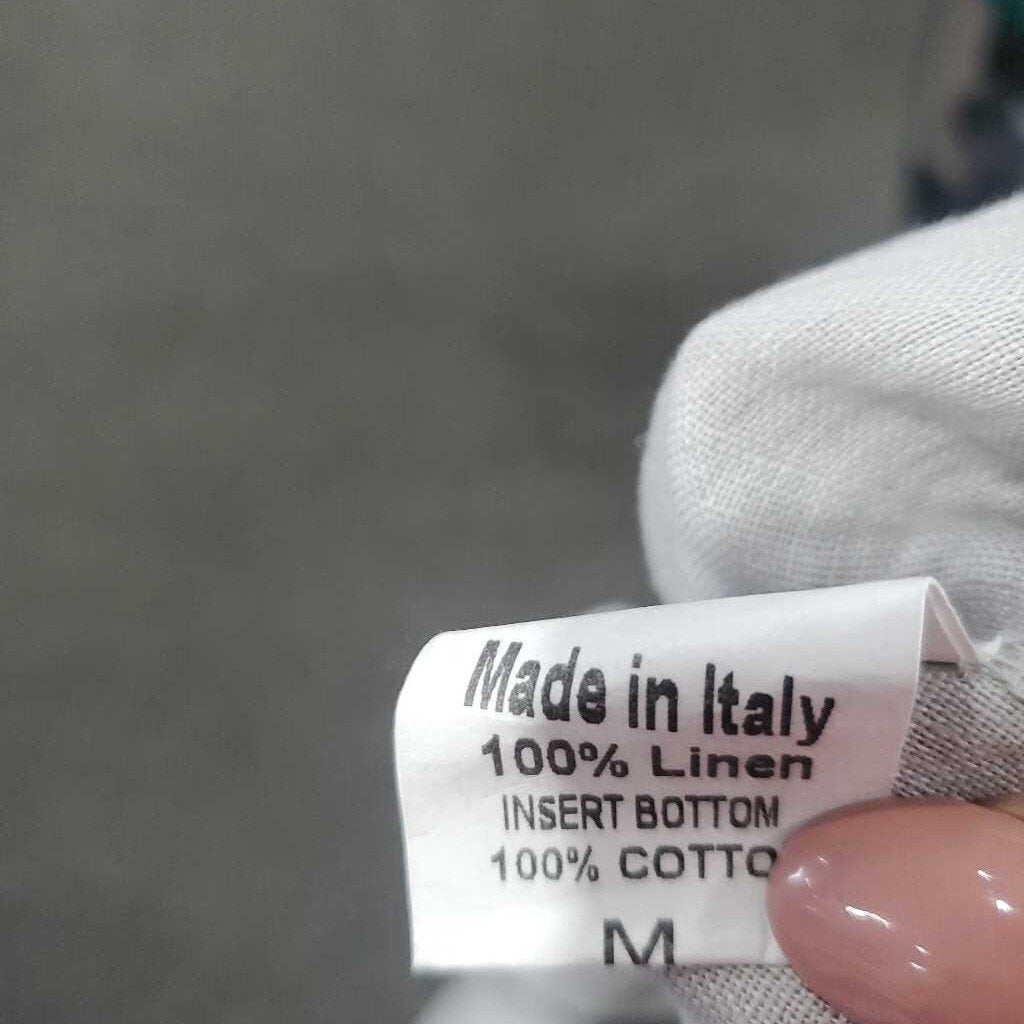 Made in Italy
100% Linen
INSERT BOTTOM
100% COTTO
M